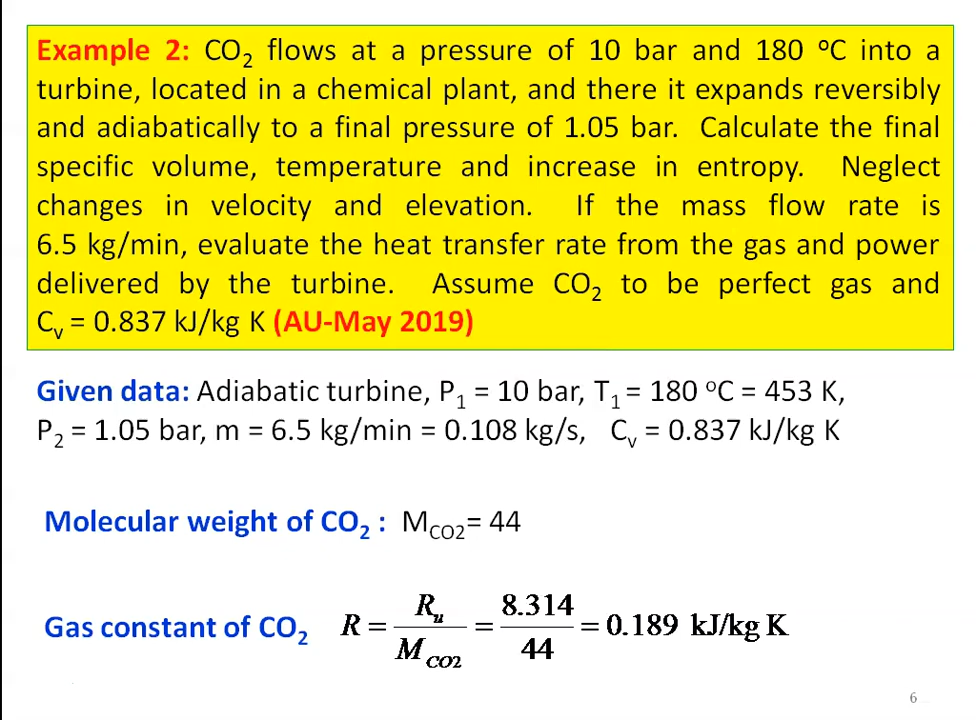 Example 2: CO2 flows at a pressure of 10 bar and 180 oC into a
turbine, located in a chemical plant, and there it expands reversibly
and adiabatically to a final pressure of 1.05 bar. Calculate the final
specific volume, temperature and increase in entropy. Neglect
changes in velocity and elevation. If the mass flow rate is
6.5 kg/min, evaluate the heat transfer rate from the gas and power
delivered by the turbine. Assume CO2 to be perfect gas and
Cv = 0.837 kJ/kg K (AU-May 2019)
Given data: Adiabatic turbine, P1 = 10 bar, T1 = 180 oC = 453 K,
P2 = 1.05 bar, m = 6.5 kg/min = 0.108 kg/s, Cv = 0.837 kJ/kg K
Molecular weight of CO2 : MCO2= 44
Gas constant of CO2 R = Ru / MCO2 = 8.314 / 44 = 0.189 kJ/kg K
6